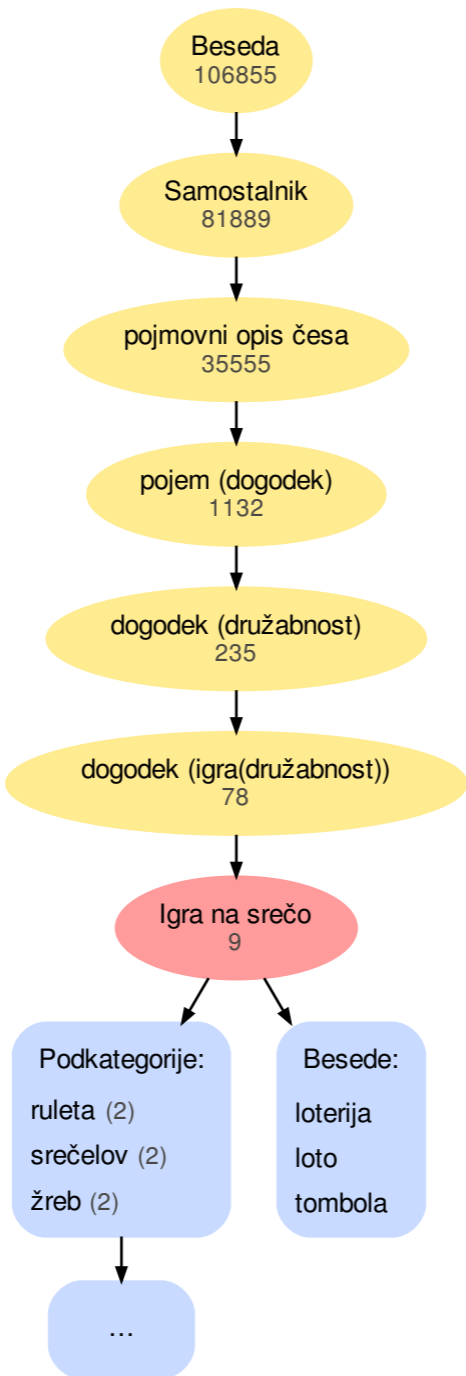 Beseda
106855
Samostalnik
81889
pojmovni opis česa
35555
pojem (dogodek)
1132
dogodek (družabnost)
235
dogodek (igra(družabnost))
78
Igra na srečo
9
Podkategorije:
ruleta (2)
srečelov (2)
žreb (2)
Besede:
loterija
loto
tombola
...